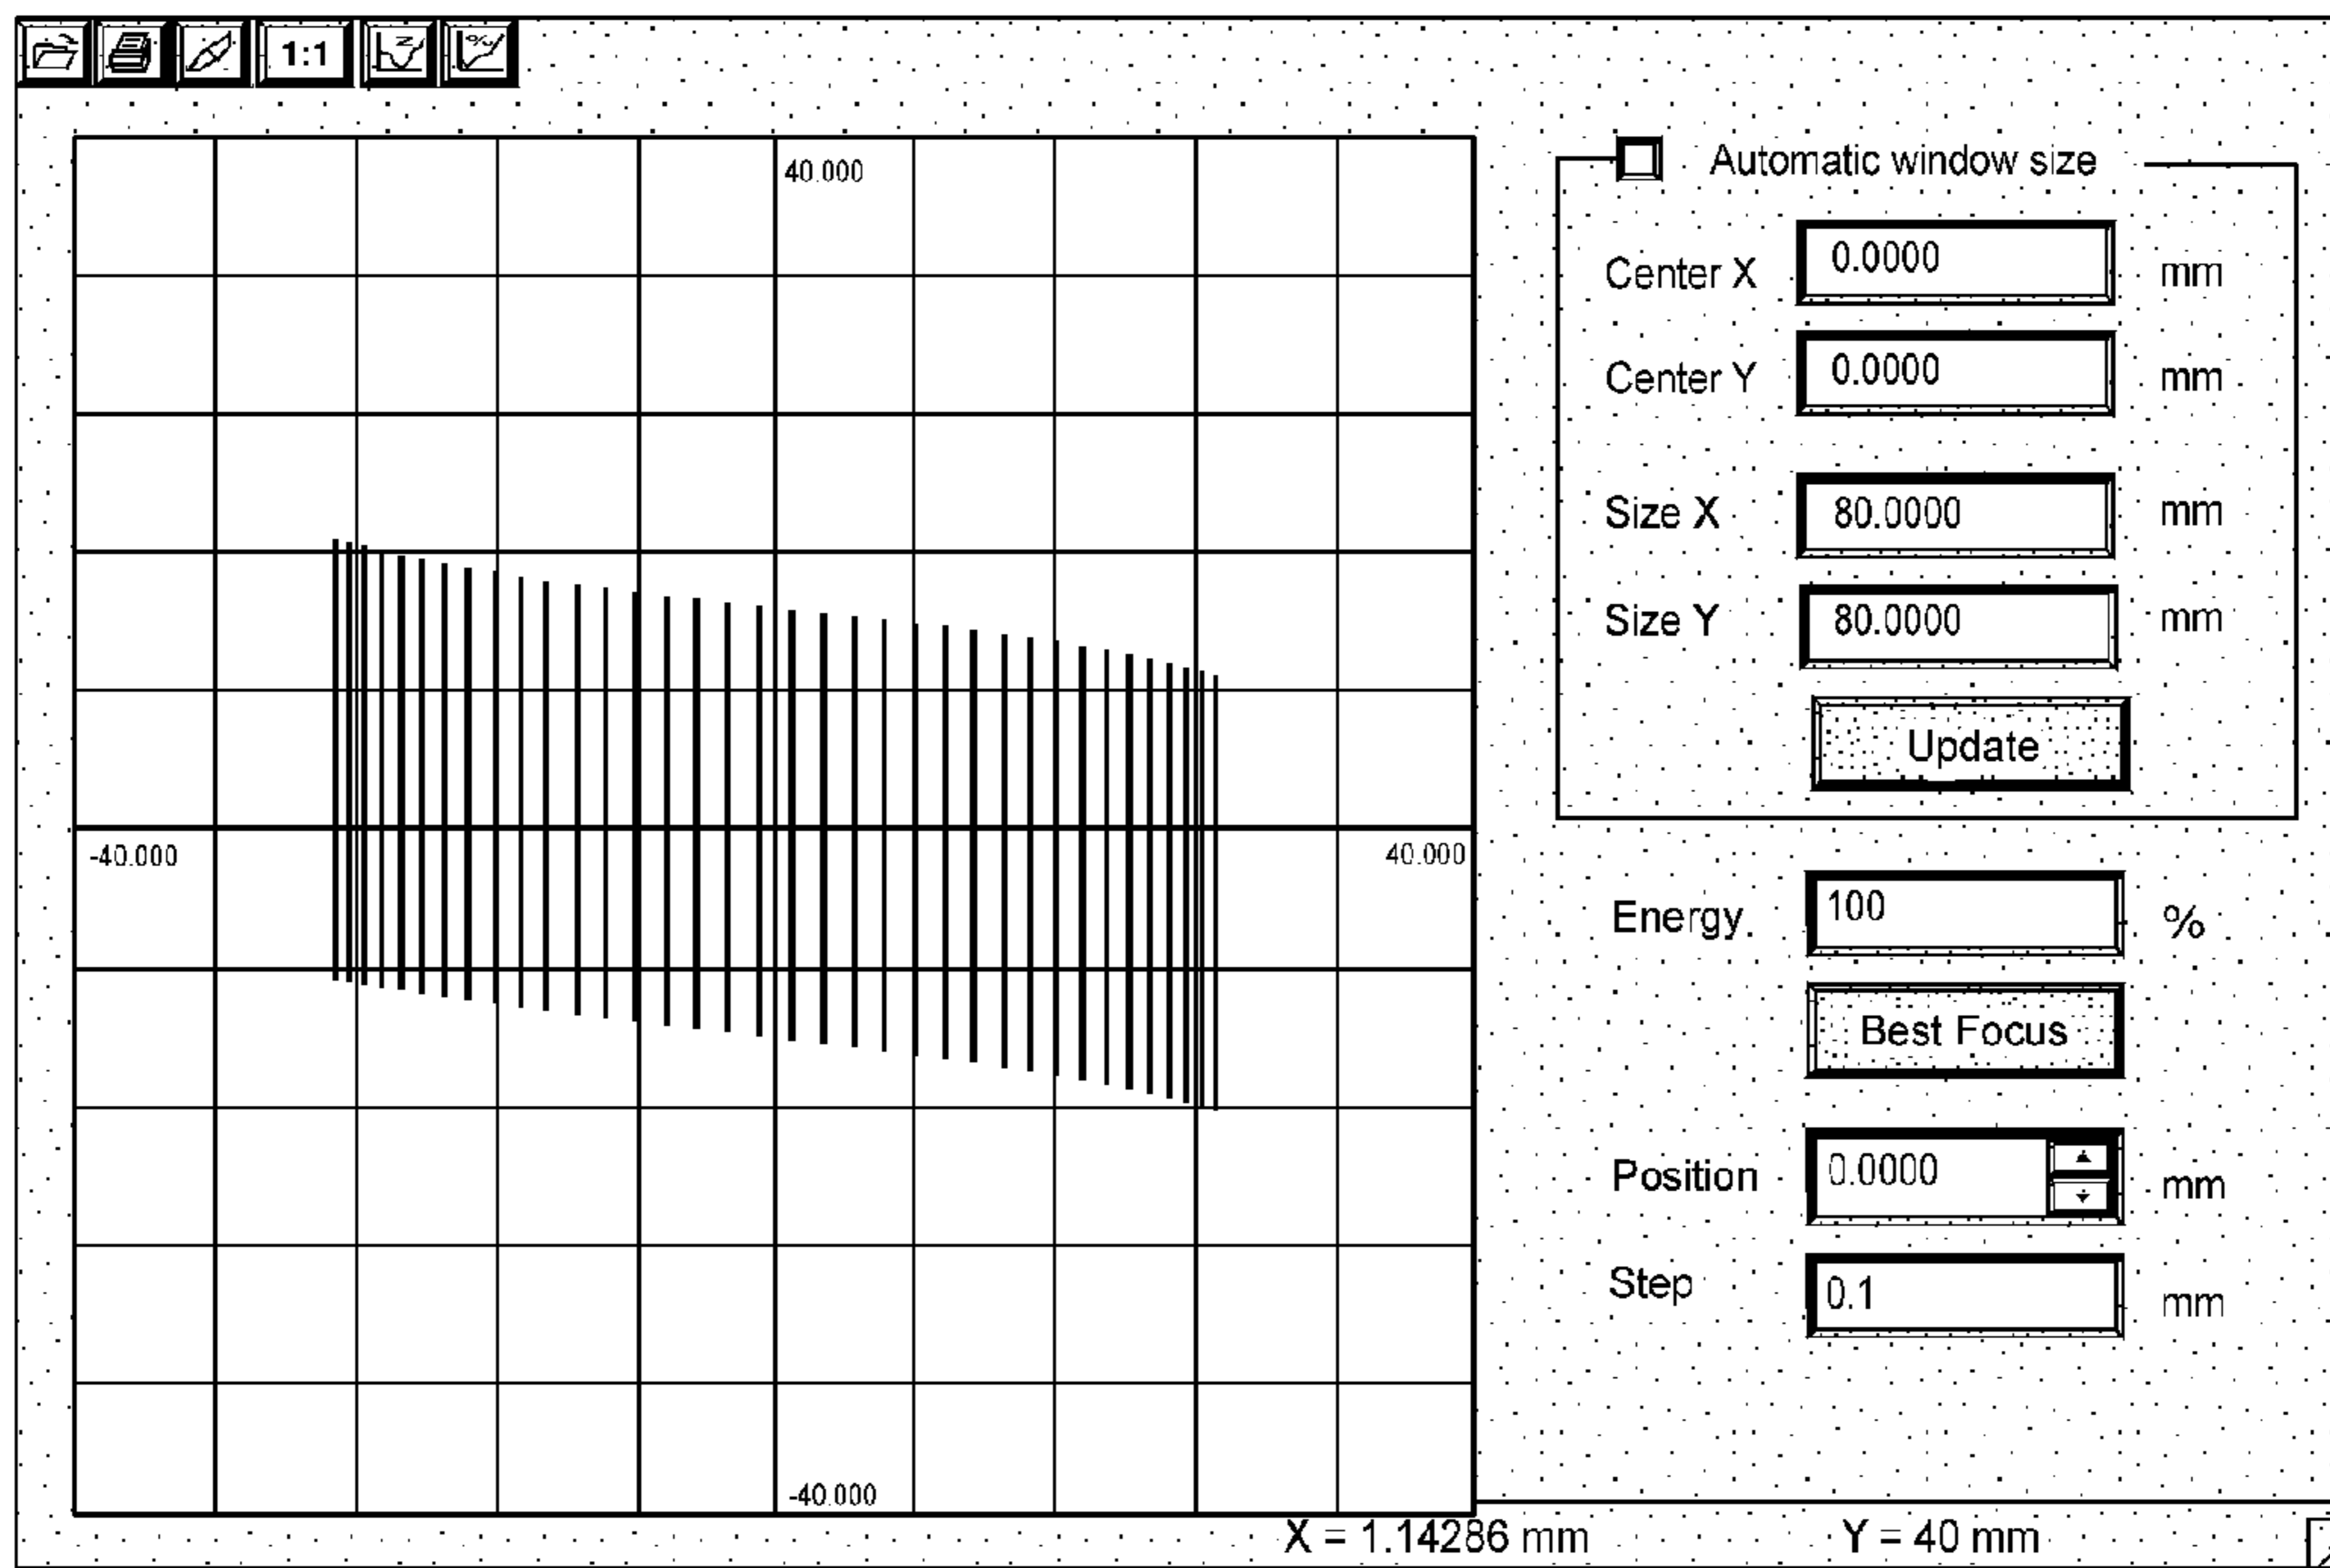 1:1
Z
%
40.000
-40.000
40.000
-40.000
Automatic window size
Center X 0.0000 mm
Center Y 0.0000 mm
Size X 80.0000 mm
Size Y 80.0000 mm
Update
Energy 100 %
Best Focus
Position 0.0000 mm
Step 0.1 mm
X = 1.14286 mm Y = 40 mm